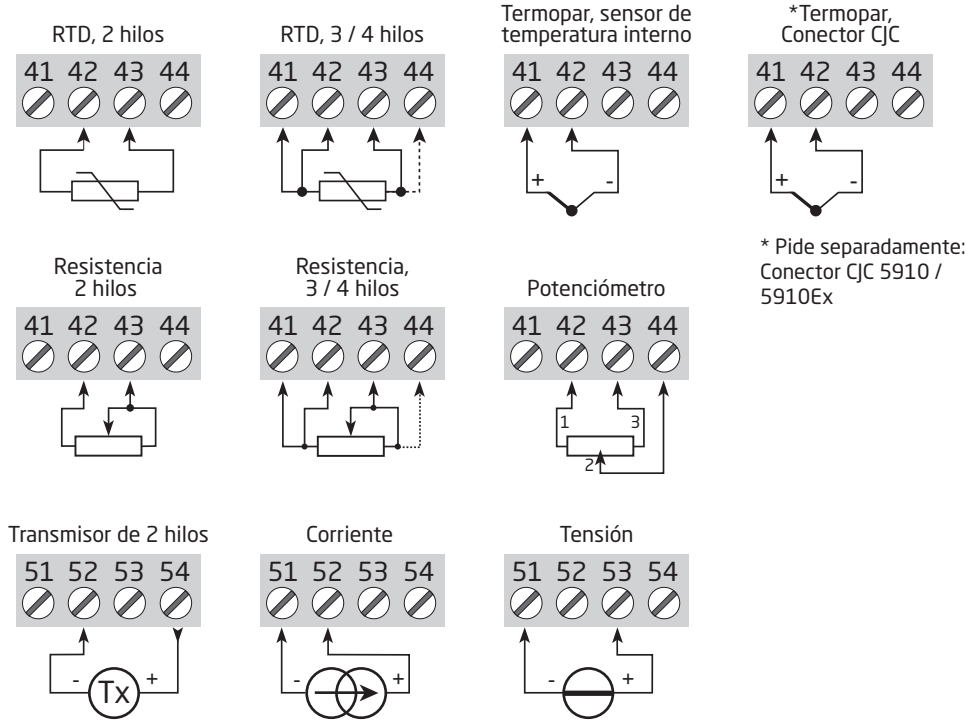 RTD, 2 hilos
41 42 43 44
RTD, 3 / 4 hilos
41 42 43 44
Termopar, sensor de
temperatura interno
41 42 43 44
+ -
*Termopar,
Conector CJC
41 42 43 44
+ -
* Pide separadamente:
Conector CJC 5910 /
5910Ex
Resistencia
2 hilos
41 42 43 44
Resistencia,
3 / 4 hilos
41 42 43 44
Potenciómetro
41 42 43 44
1 3
2
Transmisor de 2 hilos
51 52 53 54
- Tx +
Corriente
51 52 53 54
- +
Tensión
51 52 53 54
- +